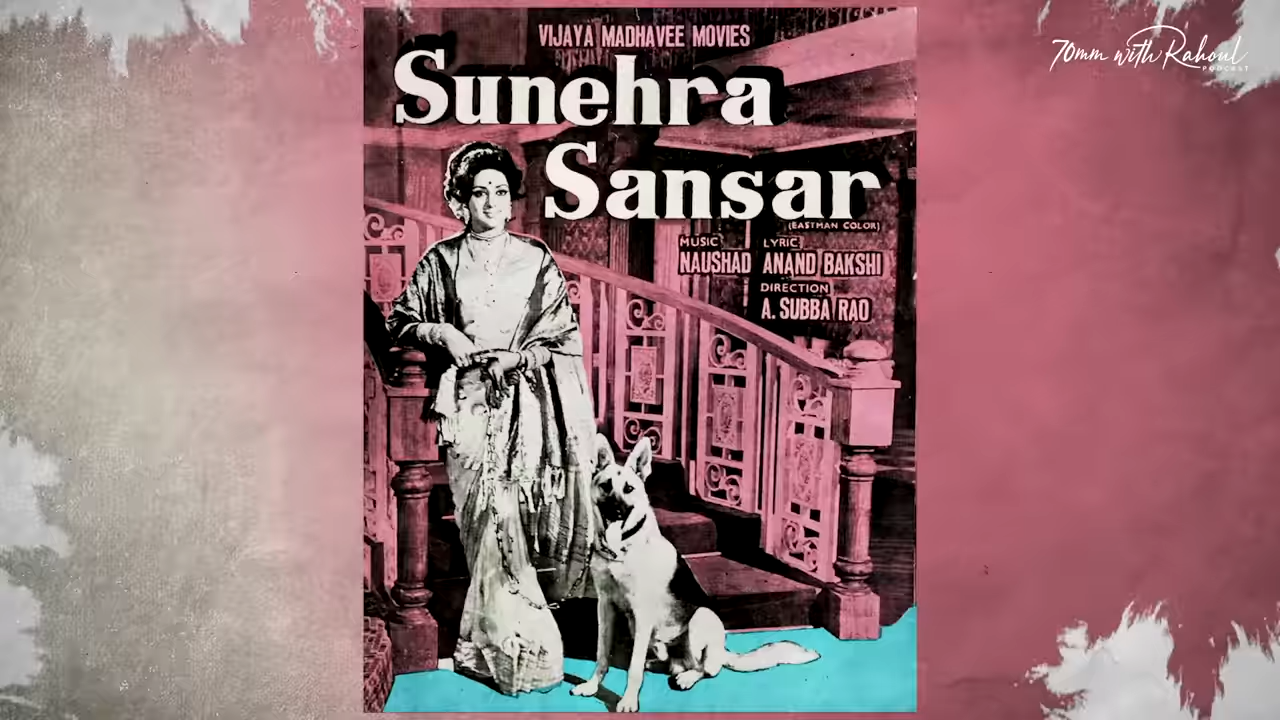 VIJAYA MADHAVEE MOVIES
Sunehra
Sansar
(EASTMAN COLOR)
MUSIC
NAUSHAD
LYRIC
ANAND BAKSHI
DIRECTION
A. SUBBA RAO
70mm with Rahoul
PODCAST